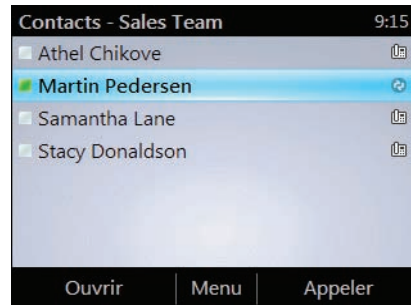 Contacts - Sales Team 9:15
Athel Chikove
Martin Pedersen
Samantha Lane
Stacy Donaldson
Ouvrir Menu Appeler